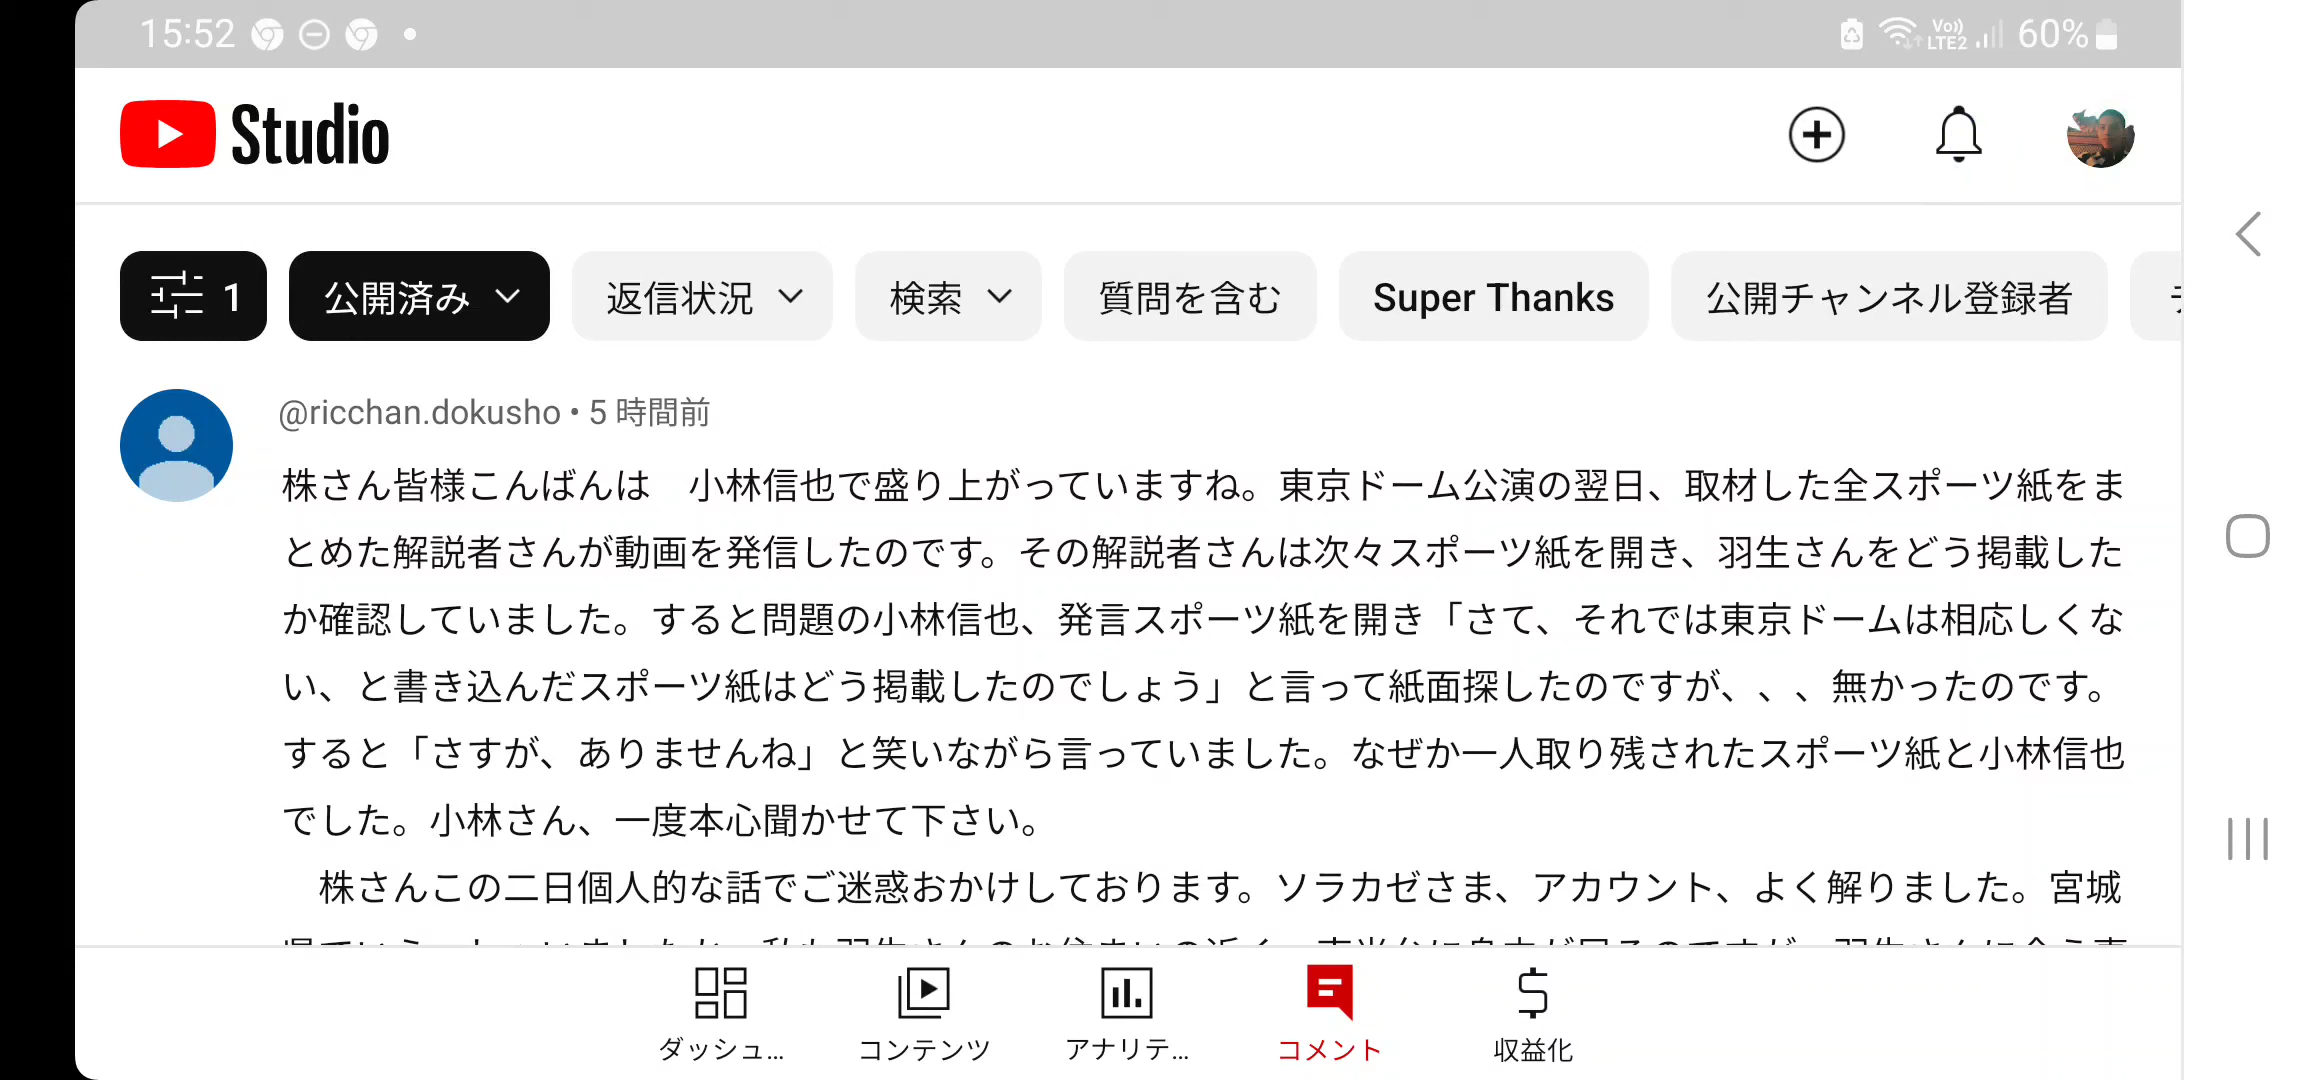 15:52
Vo)) LTE2 60%
Studio
1 公開済み 返信状況 検索 質問を含む Super Thanks 公開チャンネル登録者
@ricchan.dokusho • 5 時間前
株さん皆様こんばんは　小林信也で盛り上がっていますね。東京ドーム公演の翌日、取材した全スポーツ紙をま
とめた解説者さんが動画を発信したのです。その解説者さんは次々スポーツ紙を開き、羽生さんをどう掲載した
か確認していました。すると問題の小林信也、発言スポーツ紙を開き「さて、それでは東京ドームは相応しくな
い、と書き込んだスポーツ紙はどう掲載したのでしょう」と言って紙面探したのですが、、、無かったのです。
すると「さすが、ありませんね」と笑いながら言っていました。なぜか一人取り残されたスポーツ紙と小林信也
でした。小林さん、一度本心聞かせて下さい。
株さんこの二日個人的な話でご迷惑おかけしております。ソラカゼさま、アカウント、よく解りました。宮城
ダッシュ... コンテンツ アナリテ... コメント 収益化